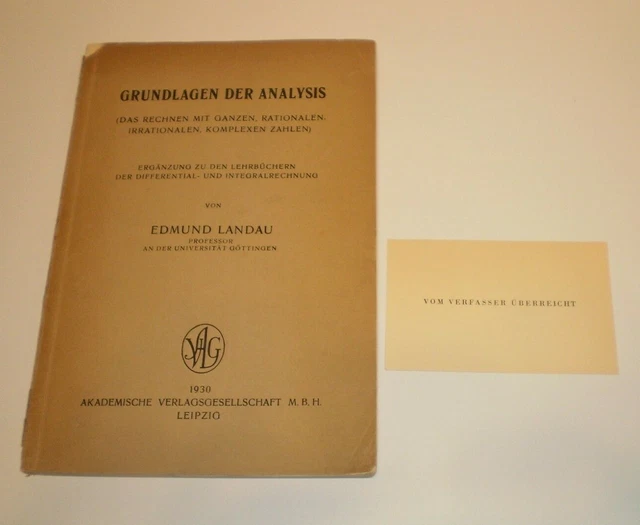 GRUNDLAGEN DER ANALYSIS
(DAS RECHNEN MIT GANZEN, RATIONALEN,
IRRATIONALEN, KOMPLEXEN ZAHLEN)
ERGÄNZUNG ZU DEN LEHRBÜCHERN
DER DIFFERENTIAL- UND INTEGRALRECHNUNG
VON
EDMUND LANDAU
PROFESSOR
AN DER UNIVERSITÄT GÖTTINGEN
VAG
1930
AKADEMISCHE VERLAGSGESELLSCHAFT M. B. H.
LEIPZIG
VOM VERFASSER ÜBERREICHT